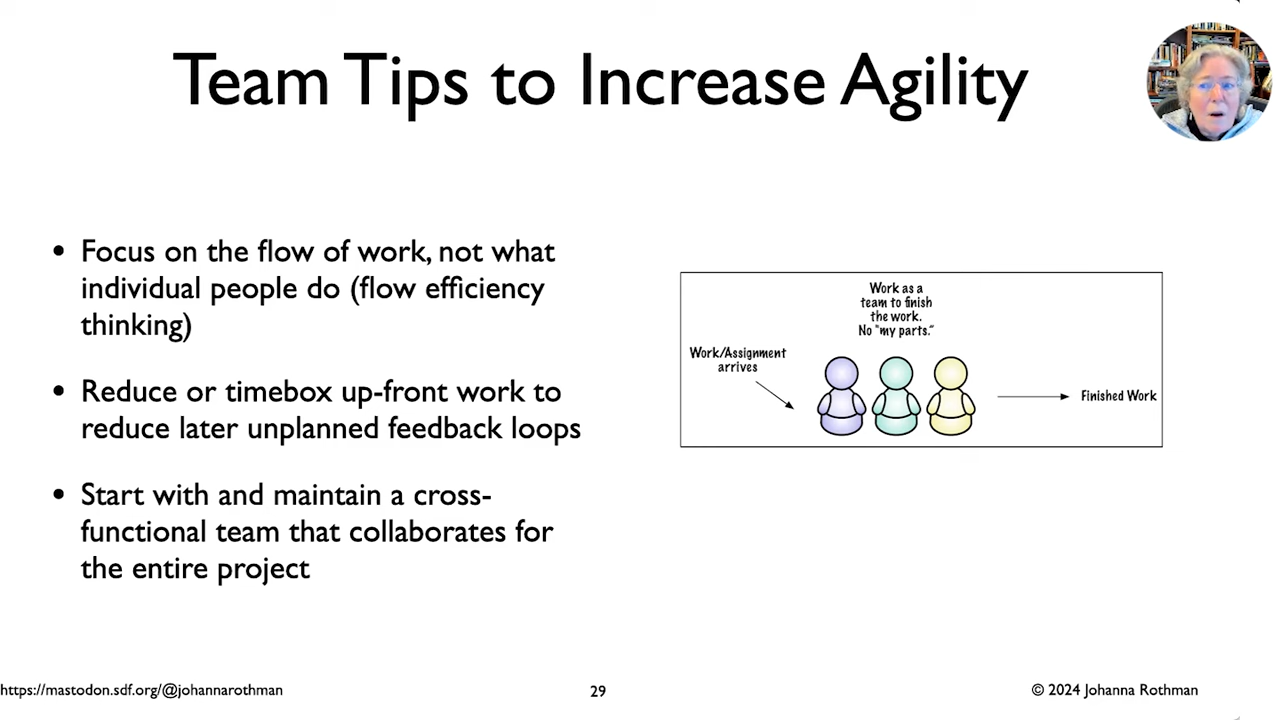 Team Tips to Increase Agility
• Focus on the flow of work, not what
individual people do (flow efficiency
thinking)
• Reduce or timebox up-front work to
reduce later unplanned feedback loops
• Start with and maintain a cross-
functional team that collaborates for
the entire project
Work as a
team to finish
the work.
No "my parts."
Work/Assignment
arrives
Finished Work
https://mastodon.sdf.org/@johannarothman
29
© 2024 Johanna Rothman